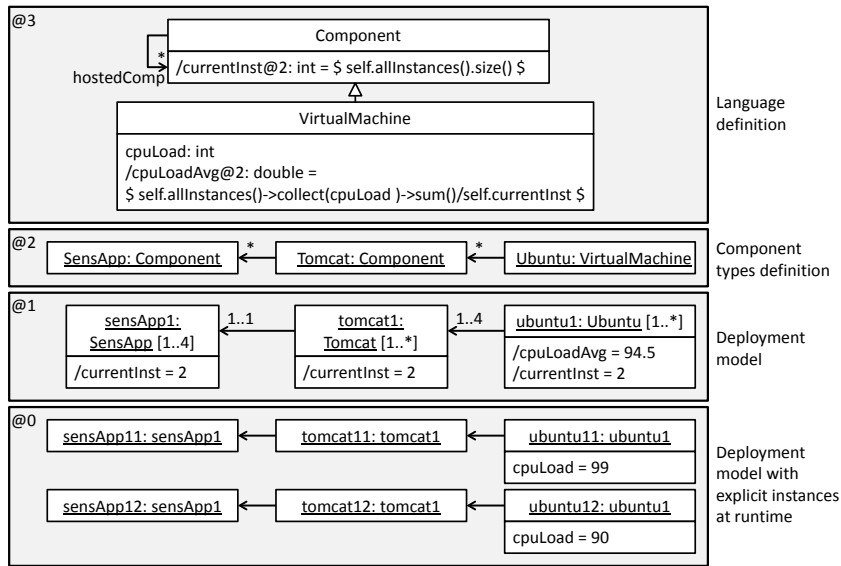 @3
Component
*
hostedComp
/currentInst@2: int = $ self.allInstances().size() $
VirtualMachine
cpuLoad: int
/cpuLoadAvg@2: double =
$ self.allInstances()->collect(cpuLoad )->sum()/self.currentInst $
Language
definition
@2
SensApp: Component
*
Tomcat: Component
*
Ubuntu: VirtualMachine
Component
types definition
@1
sensApp1:
SensApp [1..4]
/currentInst = 2
1..1
tomcat1:
Tomcat [1..*]
/currentInst = 2
1..4
ubuntu1: Ubuntu [1..*]
/cpuLoadAvg = 94.5
/currentInst = 2
Deployment
model
@0
sensApp11: sensApp1
tomcat11: tomcat1
ubuntu11: ubuntu1
cpuLoad = 99
sensApp12: sensApp1
tomcat12: tomcat1
ubuntu12: ubuntu1
cpuLoad = 90
Deployment
model with
explicit instances
at runtime